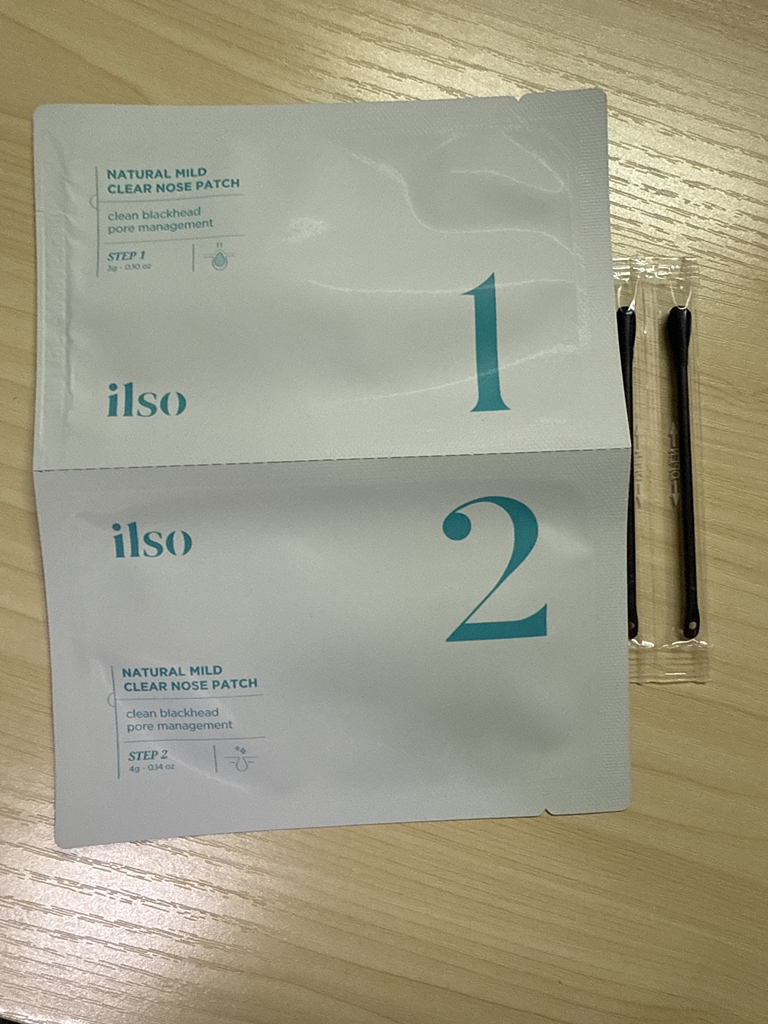 NATURAL MILD
CLEAR NOSE PATCH
clean blackhead
pore management
STEP 1
3g - 0.10 oz
1
ilso
ilso
2
NATURAL MILD
CLEAR NOSE PATCH
clean blackhead
pore management
STEP 2
4g - 0.14 oz